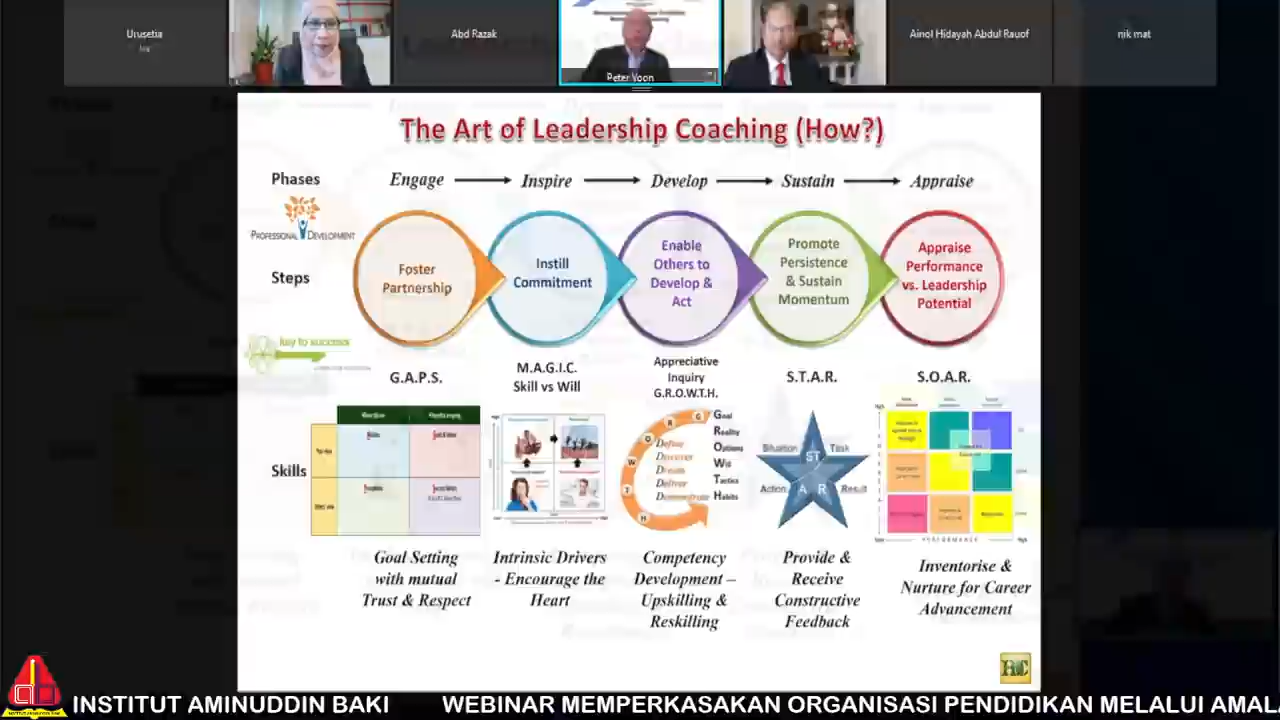 Urusetia
Abd Razak
Peter Yoon
Ainol Hidayah Abdul Rauof
nik mat
The Art of Leadership Coaching (How?)
Phases
Engage
Inspire
Develop
Sustain
Appraise
PROFESSIONAL DEVELOPMENT
Steps
Foster
Partnership
Instill
Commitment
Enable
Others to
Develop &
Act
Promote
Persistence
& Sustain
Momentum
Appraise
Performance
vs. Leadership
Potential
key to success
G.A.P.S.
M.A.G.I.C.
Skill vs Will
Appreciative
Inquiry
G.R.O.W.T.H.
S.T.A.R.
S.O.A.R.
Skills
G
R
O
W
T
H
Define
Discover
Dream
Deliver
Demonstrate
Goal
Reality
Options
Will
Tactics
Habits
Situation
ST
Task
Action
A
R
Result
PERFORMANCE
Goal Setting
with mutual
Trust & Respect
Intrinsic Drivers
- Encourage the
Heart
Competency
Development –
Upskilling &
Reskilling
Provide &
Receive
Constructive
Feedback
Inventorise &
Nurture for Career
Advancement
INSTITUT AMINUDDIN BAKI
WEBINAR MEMPERKASAKAN ORGANISASI PENDIDIKAN MELALUI AMALA